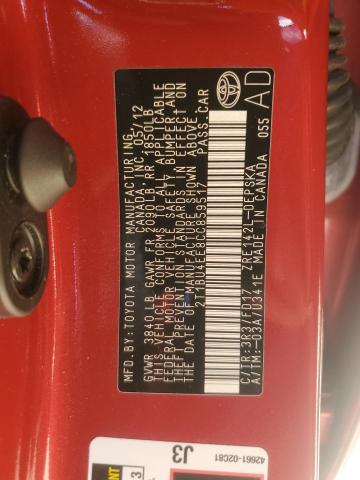 MFD.BY:TOYOTA MOTOR MANUFACTURING
CANADA,INC. 05/12
GVWR 3840LB GAWR FR 2090LB RR 1850LB
THIS VEHICLE CONFORMS TO ALL APPLICABLE
FEDERAL MOTOR VEHICLE SAFETY BUMPER,AND
THEFT PREVENTION STANDARDS IN EFFECT ON
THE DATE OF MANUFACTURE SHOWN ABOVE.
2T1BU4EE8CC859517 PASS.CAR
C/TR:3R3/FD17 ZRE142L-DEPSKA
A/TM:-03A/U341E MADE IN CANADA
055
AD
42661-02C81
J3